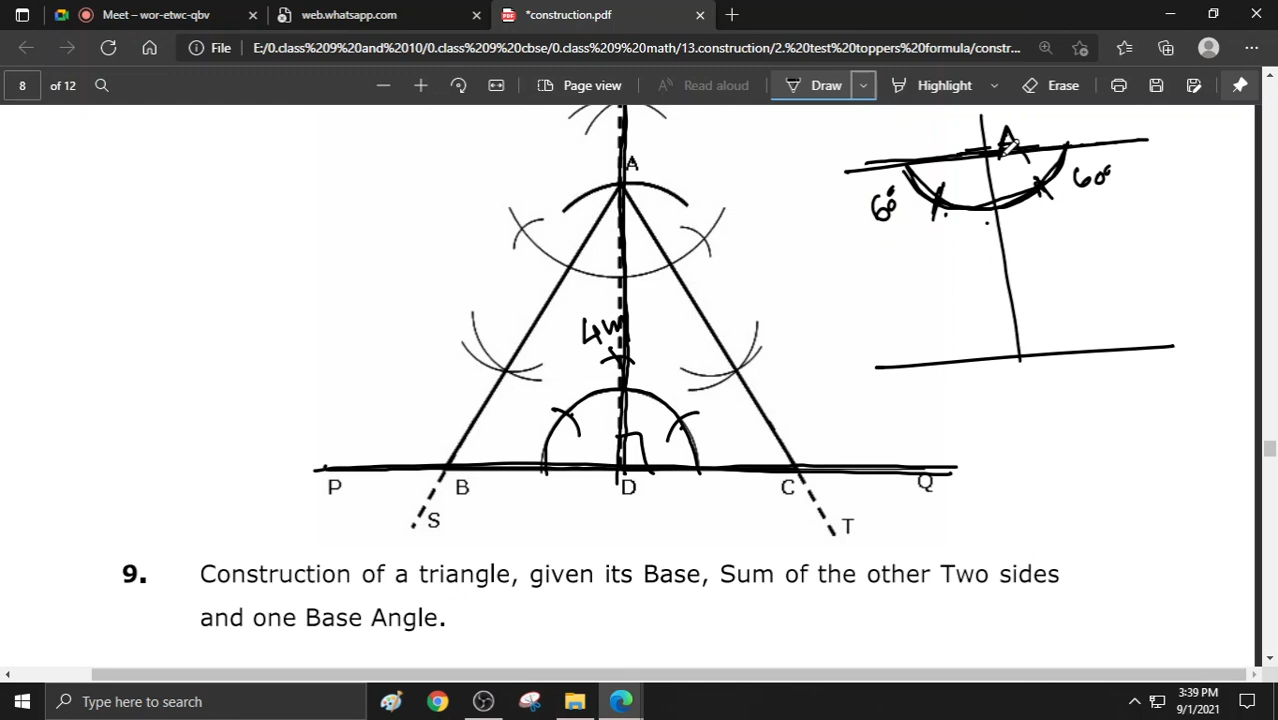 Meet – wor-etwc-qbv
web.whatsapp.com
*construction.pdf
File
E:/0.class%209%20and%2010/0.class%209%20cbse/0.class%209%20math/13.construction/2.%20test%20toppers%20formula/constr...
8 of 12
Page view
Read aloud
Draw
Highlight
Erase
A
A
60°
60°
4
P
B
D
C
Q
S
T
9. Construction of a triangle, given its Base, Sum of the other Two sides
and one Base Angle.
Type here to search
3:39 PM
9/1/2021